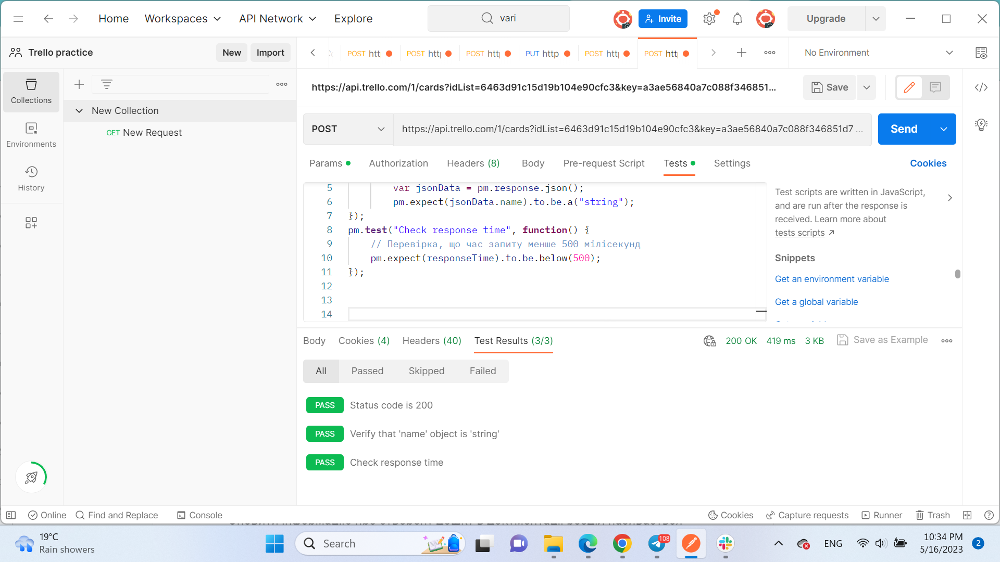 Home
Workspaces
API Network
Explore
vari
Invite
Upgrade
Trello practice
New
Import
POST
POST
POST
PUT http
POST
POST
No Environment
Collections
Environments
History
New Collection
GET New Request
https://api.trello.com/1/cards?idList=6463d91c15d19b104e90cfc3&key=a3ae56840a7c088f346851...
Save
POST
https://api.trello.com/1/cards?idList=6463d91c15d19b104e90cfc3&key=a3ae56840a7c088f346851d7 ...
Send
Params
Authorization
Headers (8)
Body
Pre-request Script
Tests
Settings
Cookies
5 var jsonData = pm.response.json();
6 pm.expect(jsonData.name).to.be.a("string");
7 });
8 pm.test("Check response time", function() {
9 // Перевірка, що час запиту менше 500 мілісекунд
10 pm.expect(responseTime).to.be.below(500);
11 });
12
13
14
Test scripts are written in JavaScript,
and are run after the response is
received. Learn more about
tests scripts
Snippets
Get an environment variable
Get a global variable
Body
Cookies (4)
Headers (40)
Test Results (3/3)
200 OK
419 ms
3 KB
Save as Example
All
Passed
Skipped
Failed
PASS Status code is 200
PASS Verify that 'name' object is 'string'
PASS Check response time
Online
Find and Replace
Console
Cookies
Capture requests
Runner
Trash
19°C
Rain showers
Search
108
ENG
10:34 PM
5/16/2023
2